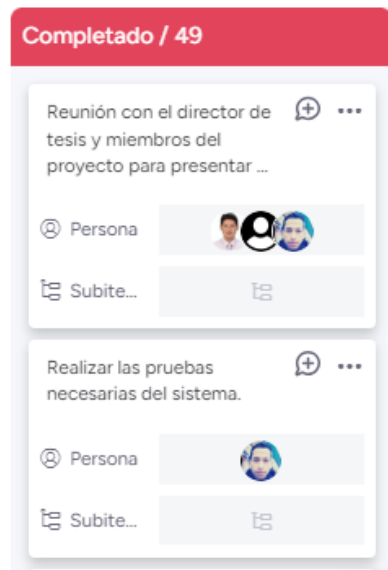 Completado / 49
Reunión con el director de
tesis y miembros del
proyecto para presentar ...
Persona
Subite...
Realizar las pruebas
necesarias del sistema.
Persona
Subite...